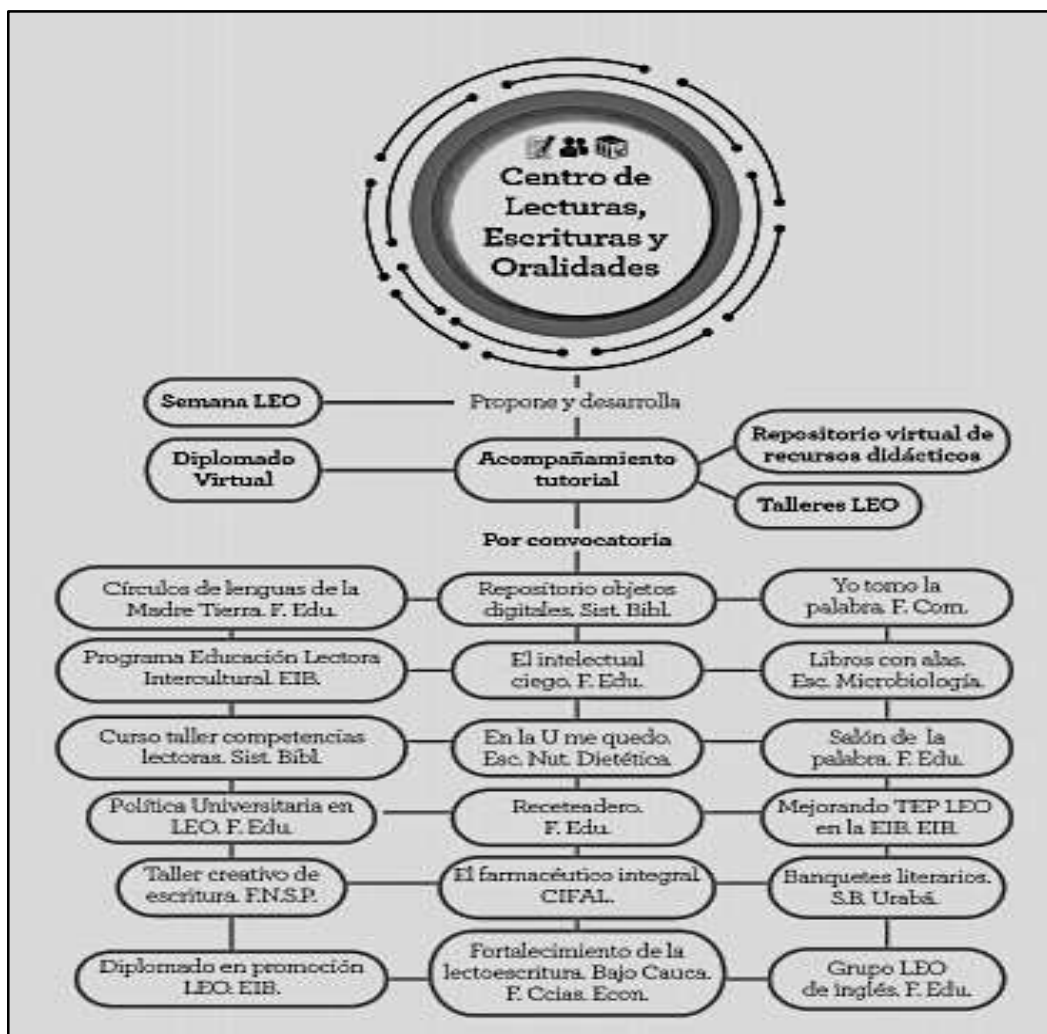 Centro de
Lecturas,
Escrituras y
Oralidades
Semana LEO
Propone y desarrolla
Diplomado
Virtual
Acompañamiento
tutorial
Repositorio virtual de
recursos didácticos
Talleres LEO
Por convocatoria
Círculos de lenguas de la
Madre Tierra. F. Edu.
Repositorio objetos
digitales. Sist. Bibl.
Yo tomo la
palabra. F. Com.
Programa Educación Lectora
Intercultural. EIB.
El intelectual
ciego. F. Edu.
Libros con alas.
Esc. Microbiología.
Curso taller competencias
lectoras. Sist. Bibl.
En la U me quedo.
Esc. Nut. Dietética.
Salón de la
palabra. F. Edu.
Política Universitaria en
LEO. F. Edu.
Receteadero.
F. Edu.
Mejorando TEP LEO
en la EIB. EIB.
Taller creativo de
escritura. F.N.S.P.
El farmacéutico integral.
CIFAL.
Banquetes literarios.
S.B. Urabá.
Diplomado en promoción
LEO. EIB.
Fortalecimiento de la
lectoescritura. Bajo Cauca.
F. Ccias. Econ.
Grupo LEO
de inglés. F. Edu.